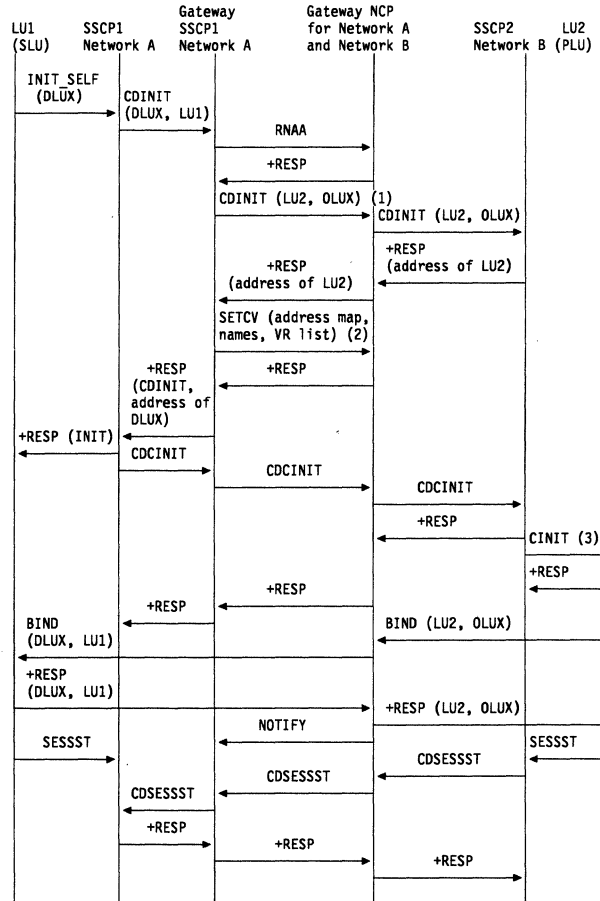 Gateway Gateway NCP
LU1 SSCP1 SSCP1 for Network A SSCP2 LU2
(SLU) Network A Network A and Network B Network B (PLU)
INIT_SELF
(DLUX) CDINIT
(DLUX, LU1)
RNAA
+RESP
CDINIT (LU2, OLUX) (1)
CDINIT (LU2, OLUX)
+RESP
(address of LU2)
+RESP
(address of LU2)
SETCV (address map,
names, VR list) (2)
+RESP
+RESP
(CDINIT,
address of
DLUX)
+RESP (INIT)
CDCINIT
CDCINIT
CDCINIT
+RESP
CINIT (3)
+RESP
+RESP
+RESP
BIND
(DLUX, LU1)
BIND (LU2, OLUX)
+RESP
(DLUX, LU1)
+RESP (LU2, OLUX)
NOTIFY
SESSST
SESSST
CDSESSST
CDSESSST
CDSESSST
+RESP
+RESP
+RESP